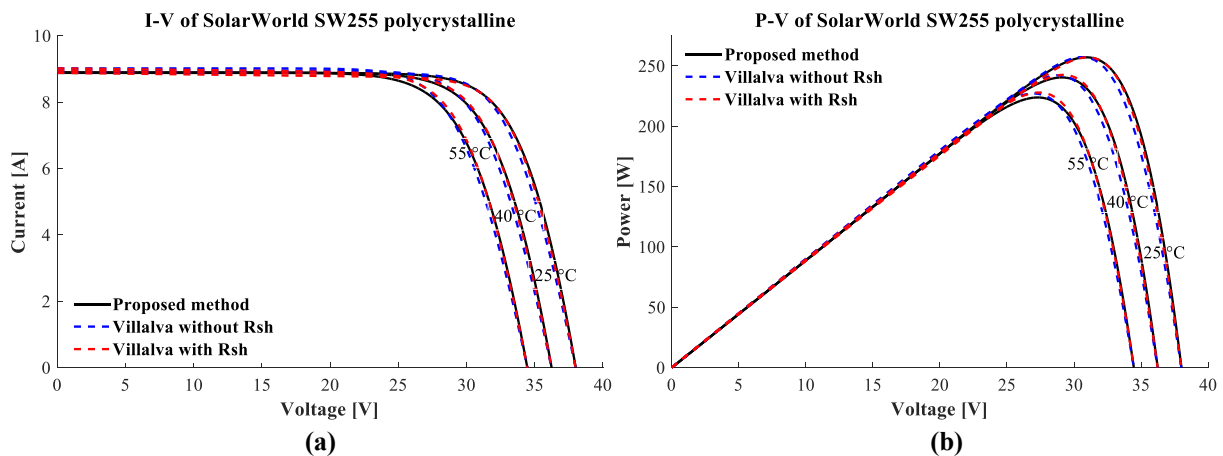 I-V of SolarWorld SW255 polycrystalline
10
8
6
4
2
0
Current [A]
55 °C
40 °C
25 °C
Proposed method
Villalva without Rsh
Villalva with Rsh
0 5 10 15 20 25 30 35 40
Voltage [V]
(a)
P-V of SolarWorld SW255 polycrystalline
Proposed method
Villalva without Rsh
Villalva with Rsh
250
200
150
100
50
0
Power [W]
55 °C
40 °C
25 °C
0 5 10 15 20 25 30 35 40
Voltage [V]
(b)